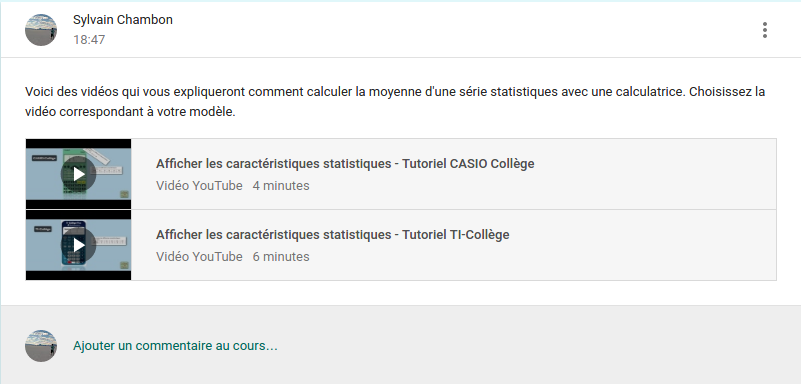 Sylvain Chambon
18:47
Voici des vidéos qui vous expliqueront comment calculer la moyenne d'une série statistiques avec une calculatrice. Choisissez la
vidéo correspondant à votre modèle.
Afficher les caractéristiques statistiques - Tutoriel CASIO Collège
Vidéo YouTube 4 minutes
Afficher les caractéristiques statistiques - Tutoriel TI-Collège
Vidéo YouTube 6 minutes
Ajouter un commentaire au cours…